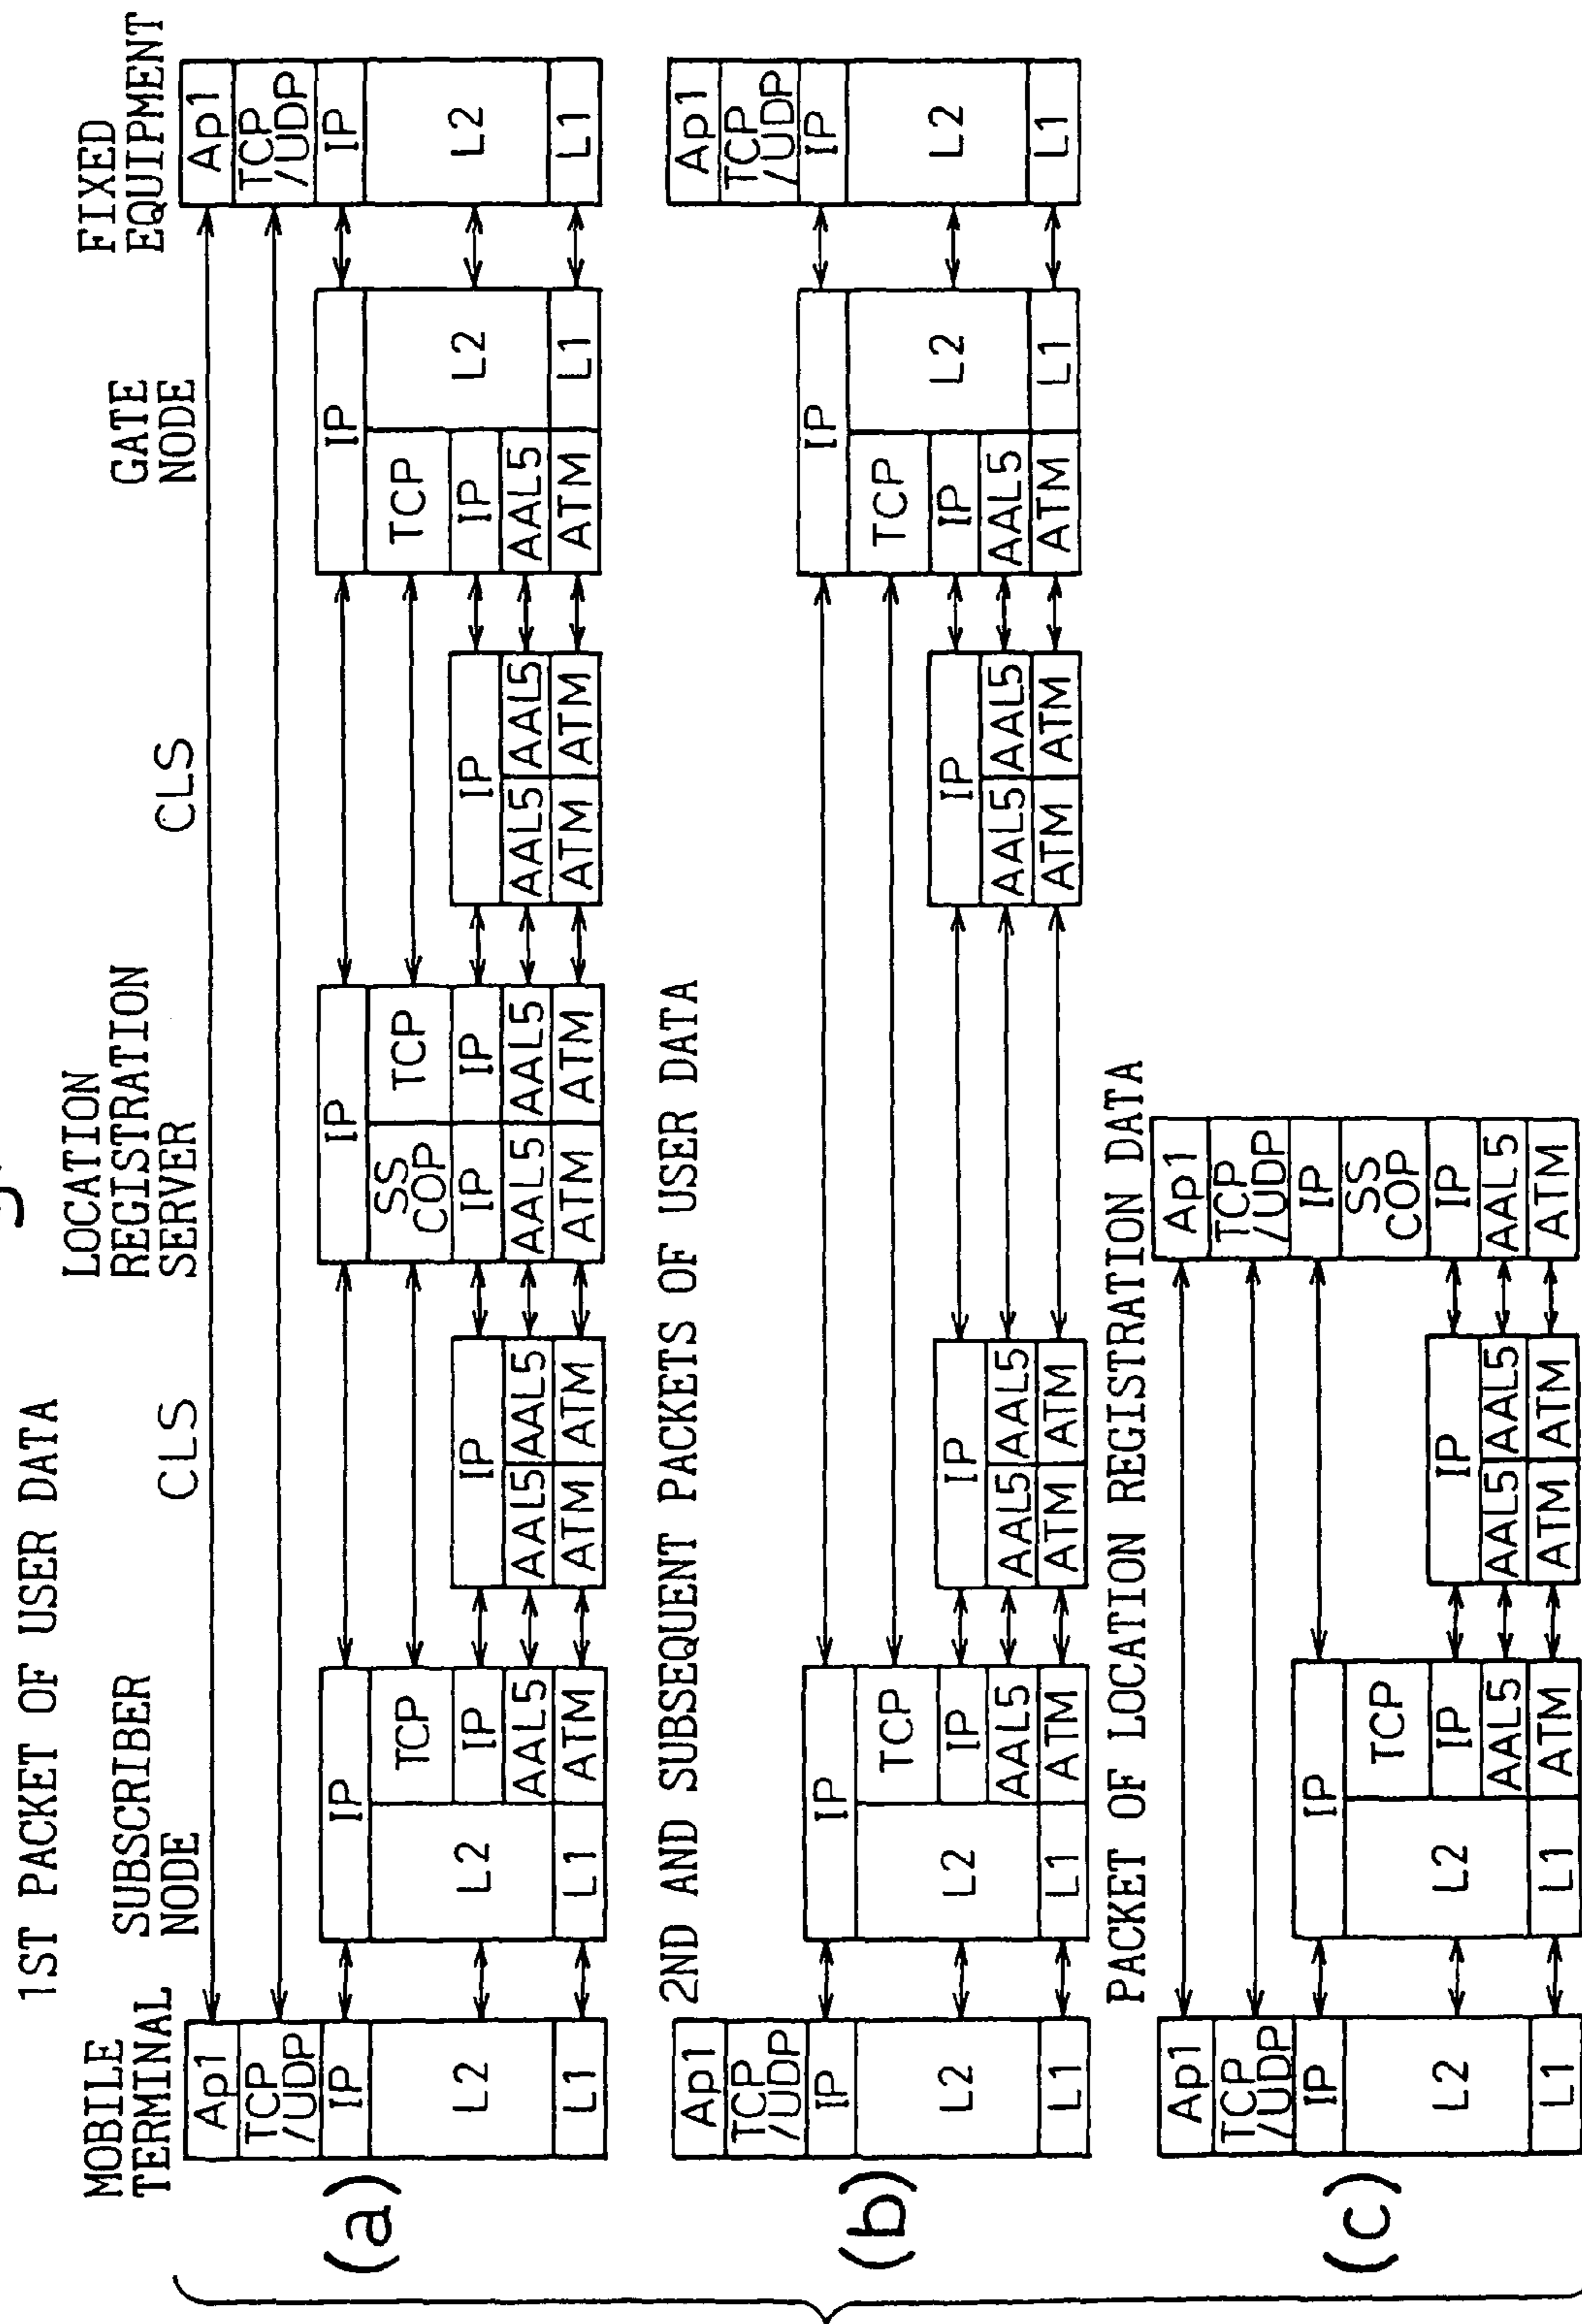 1ST PACKET OF USER DATA
MOBILE
TERMINAL
SUBSCRIBER
NODE
CLS
LOCATION
REGISTRATION
SERVER
CLS
GATE
NODE
FIXED
EQUIPMENT
(a)
Ap1
TCP
/UDP
IP
L2
L1
IP
L2
L1
TCP
IP
AAL5
ATM
IP
AAL5 AAL5
ATM ATM
IP
SS
COP
TCP
IP IP
AAL5 AAL5
ATM ATM
IP
AAL5 AAL5
ATM ATM
IP
TCP
IP
AAL5
ATM
L2
L1
Ap1
TCP
/UDP
IP
L2
L1
2ND AND SUBSEQUENT PACKETS OF USER DATA
(b)
Ap1
TCP
/UDP
IP
L2
L1
IP
L2
L1
TCP
IP
AAL5
ATM
IP
AAL5 AAL5
ATM ATM
IP
AAL5 AAL5
ATM ATM
IP
TCP
IP
AAL5
ATM
L2
L1
Ap1
TCP
/UDP
IP
L2
L1
PACKET OF LOCATION REGISTRATION DATA
(c)
Ap1
TCP
/UDP
IP
L2
L1
IP
L2
L1
TCP
IP
AAL5
ATM
IP
AAL5 AAL5
ATM ATM
Ap1
TCP
/UDP
IP
SS
COP
IP
AAL5
ATM